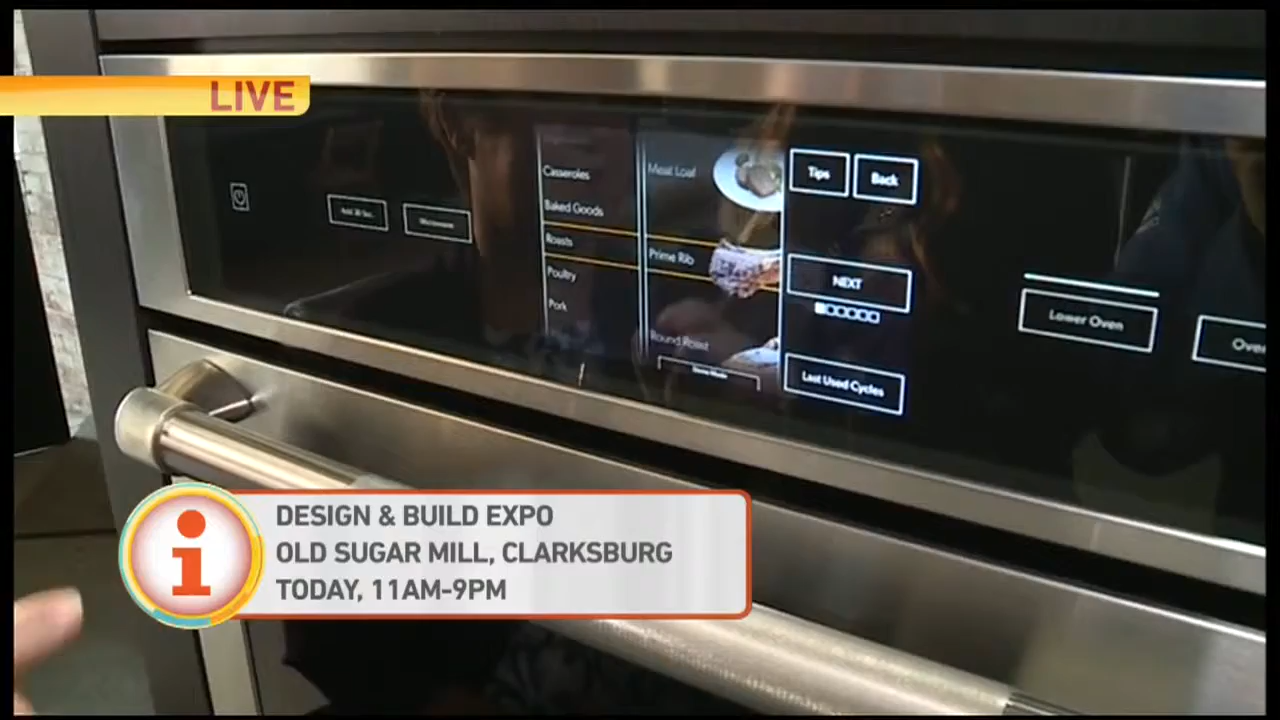 LIVE
Casseroles
Baked Goods
Roasts
Poultry
Pork
Meat Loaf
Prime Rib
Round Roast
Tips
Back
NEXT
Last Used Cycles
Add 30 Sec.
Microwave
Lower Oven
Ove
i
DESIGN & BUILD EXPO
OLD SUGAR MILL, CLARKSBURG
TODAY, 11AM-9PM